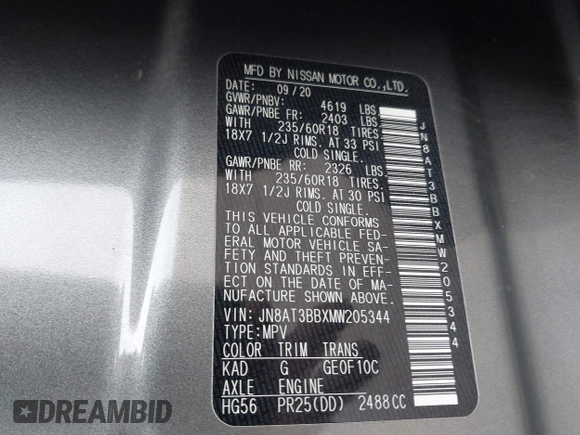 MFD BY NISSAN MOTOR CO.,LTD.
DATE: 09/20
GVWR/PNBV: 4619 LBS
GAWR/PNBE FR: 2403 LBS
WITH 235/60R18 TIRES.
18X7 1/2J RIMS. AT 33 PSI
COLD SINGLE.
GAWR/PNBE RR: 2326 LBS
WITH 235/60R18 TIRES.
18X7 1/2J RIMS. AT 30 PSI
COLD SINGLE.
THIS VEHICLE CONFORMS
TO ALL APPLICABLE FED-
ERAL MOTOR VEHICLE SA-
FETY AND THEFT PREVEN-
TION STANDARDS IN EFF-
ECT ON THE DATE OF MA-
NUFACTURE SHOWN ABOVE.
VIN: JN8AT3BBXMW205344
TYPE:MPV
COLOR TRIM TRANS
KAD G GE0F10C
AXLE ENGINE
HG56 PR25(DD) 2488CC
JN8AT3BBXMW205344
DREAMBID